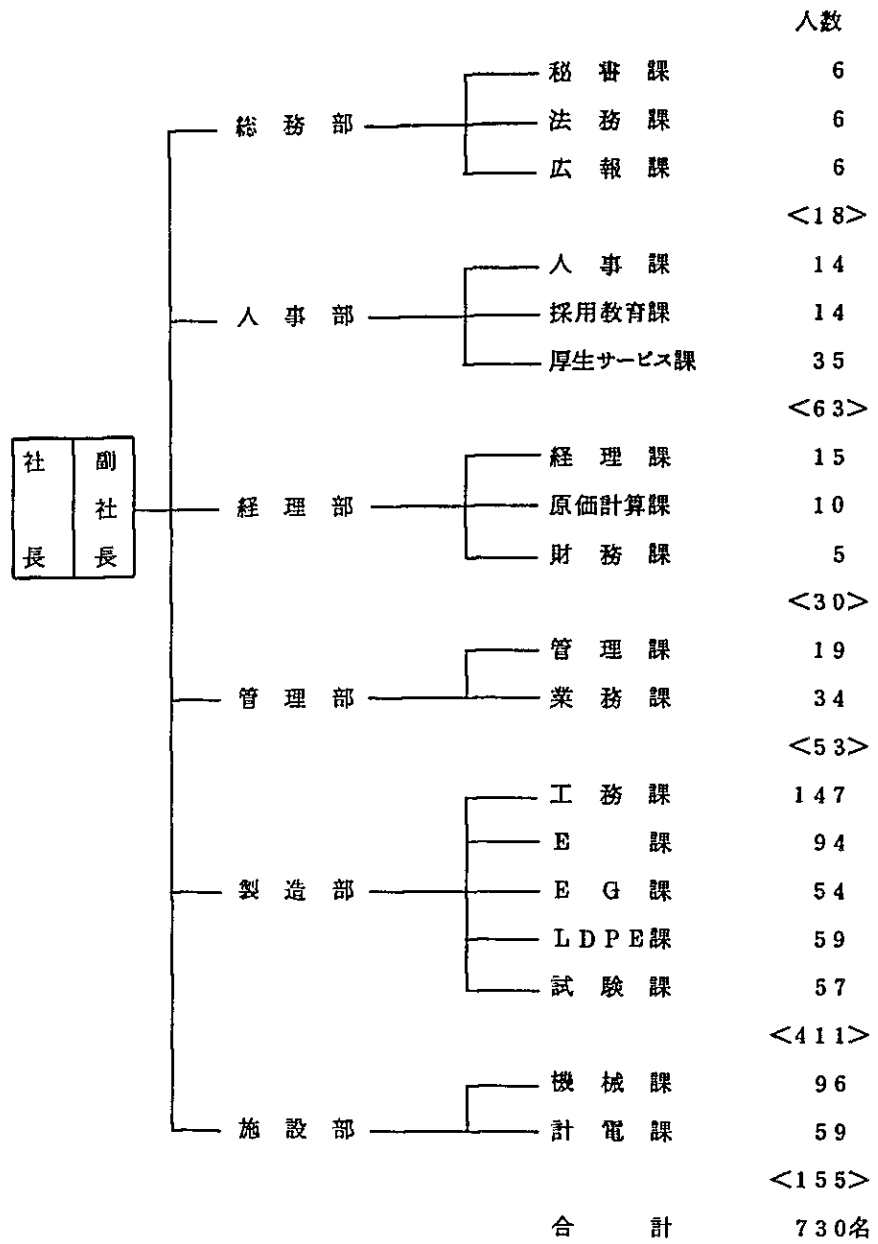 人数
秘書課 6
総務部 法務課 6
広報課 6
<18>
人事課 14
人事部 採用教育課 14
厚生サービス課 35
<63>
社長 副社長
経理課 15
経理部 原価計算課 10
財務課 5
<30>
管理課 19
管理部 業務課 34
<53>
工務課 147
E課 94
製造部 EG課 54
LDPE課 59
試験課 57
<411>
機械課 96
施設部 計電課 59
<155>
合計 730名